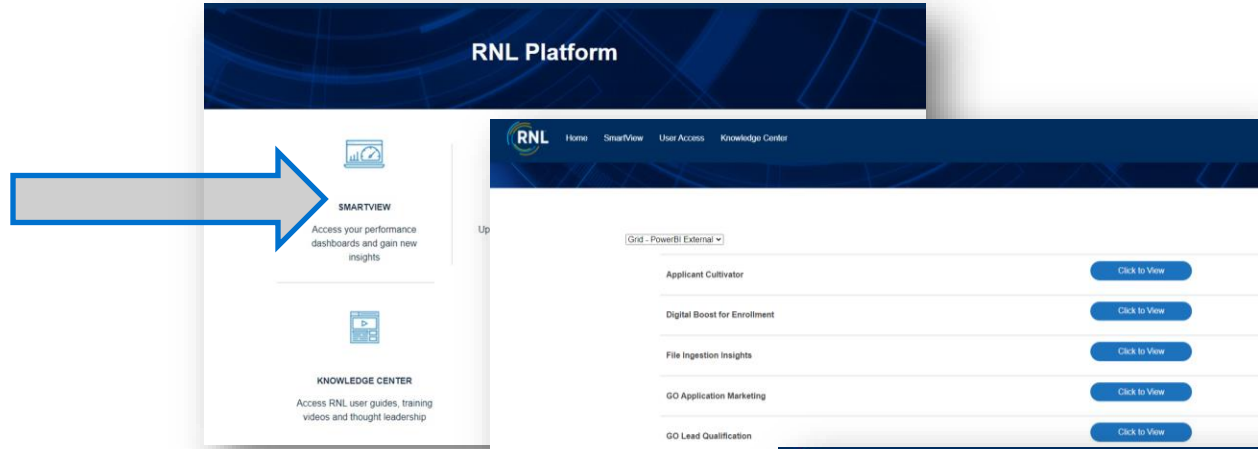 RNL Platform
SMARTVIEW
Access your performance
dashboards and gain new
insights
Up
KNOWLEDGE CENTER
Access RNL user guides, training
videos and thought leadership
RNL Home SmartView User Access Knowledge Center
Grid - PowerBI External
Applicant Cultivator Click to View
Digital Boost for Enrollment Click to View
File Ingestion Insights Click to View
GO Application Marketing Click to View
GO Lead Qualification Click to View